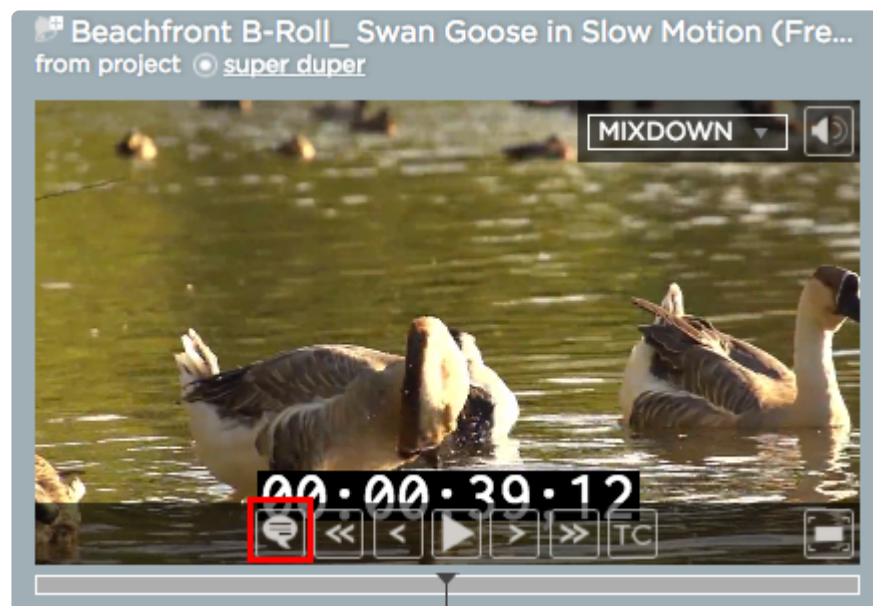 Beachfront B-Roll_ Swan Goose in Slow Motion (Fre...
from project super duper
MIXDOWN
00:00:39:12
<< < > >> TC